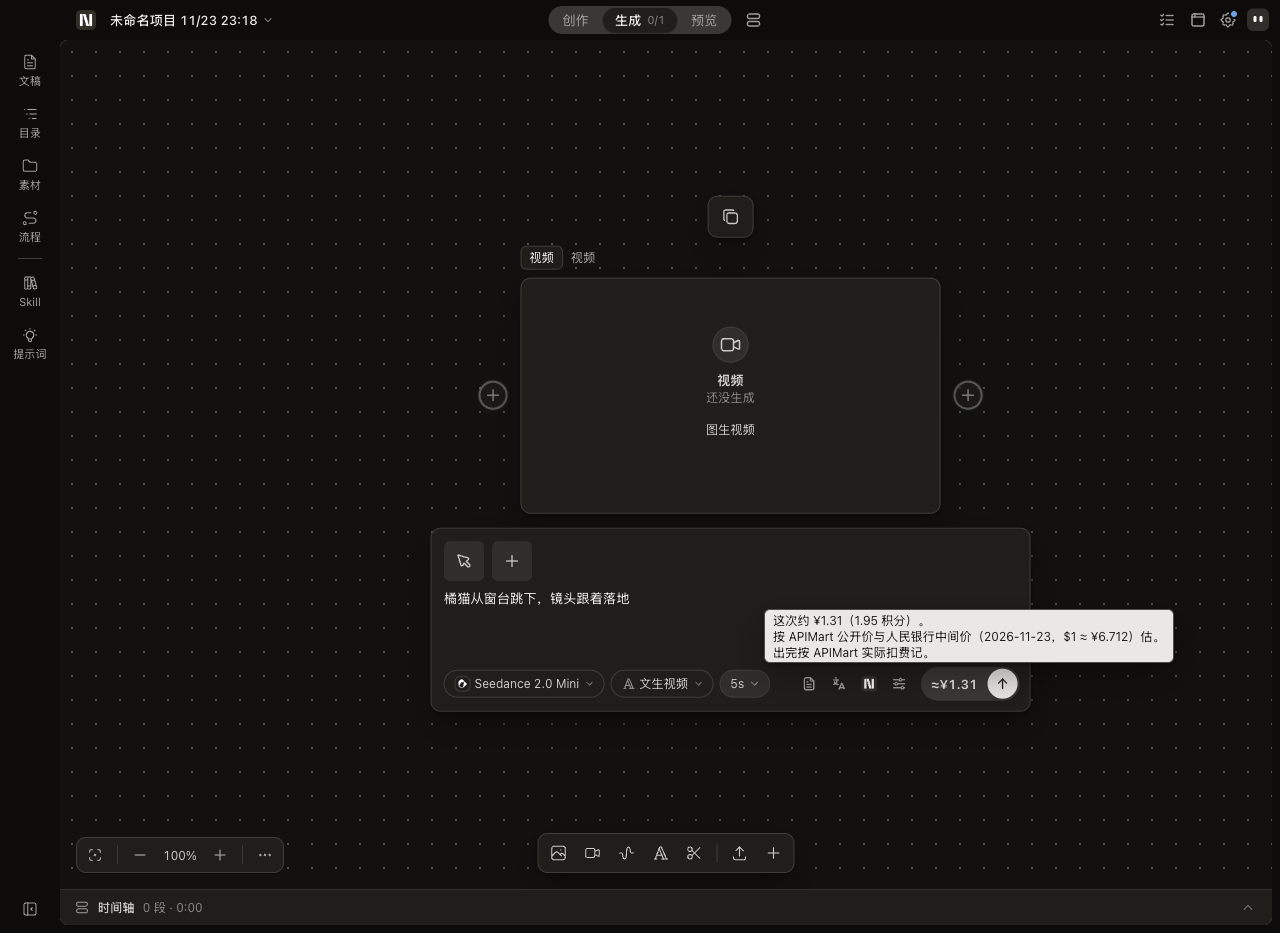 未命名项目 11/23 23:18
创作 生成 0/1 预览
文稿
目录
素材
流程
Skill
提示词
视频 视频
视频
还没生成
图生视频
橘猫从窗台跳下，镜头跟着落地
这次约 ¥1.31（1.95 积分）。
按 APIMart 公开价与人民银行中间价（2026-11-23，$1 ≈ ¥6.712）估。
出完按 APIMart 实际扣费记。
Seedance 2.0 Mini 文生视频 5s ≈¥1.31
100%
时间轴 0 段 · 0:00